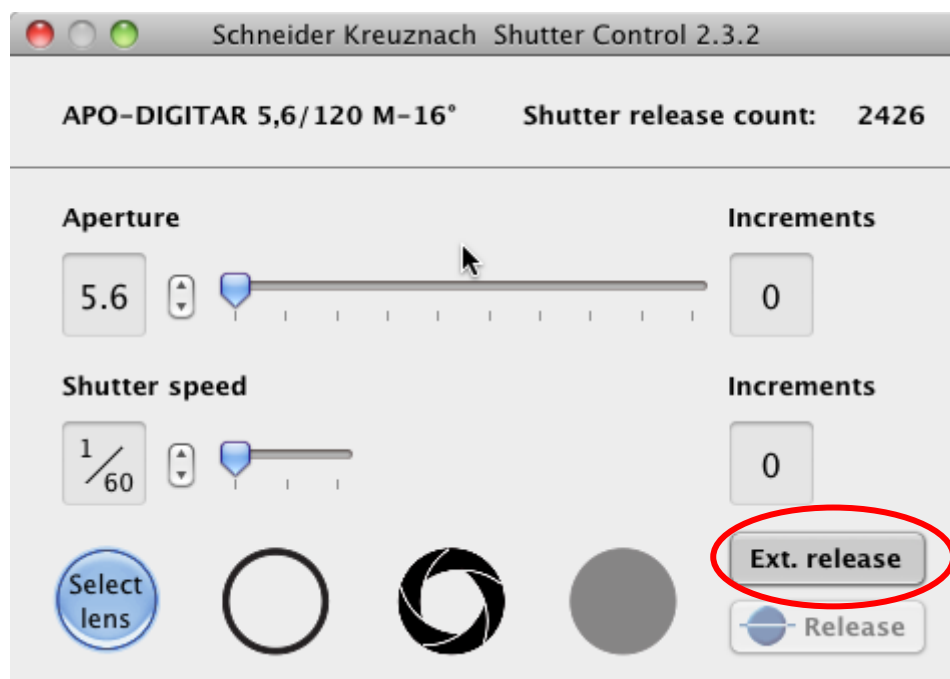 Schneider Kreuznach Shutter Control 2.3.2
APO-DIGITAR 5,6/120 M-16° Shutter release count: 2426
Aperture Increments
5.6 0
Shutter speed Increments
1/60 0
Select lens
Ext. release
Release